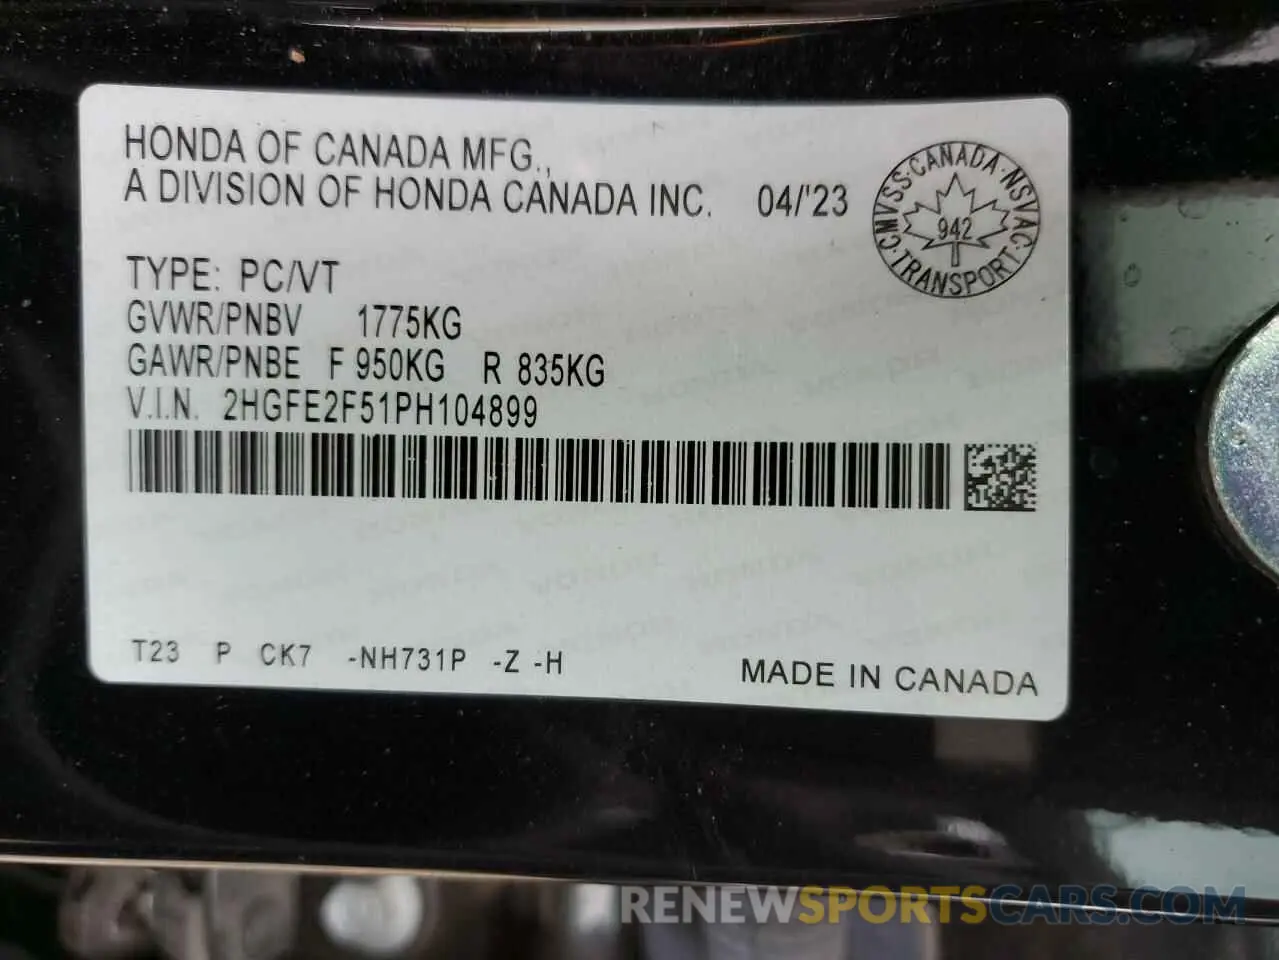 HONDA OF CANADA MFG.,
A DIVISION OF HONDA CANADA INC. 04/'23
CMVSS·CANADA·NSVAC·TRANSPORT·
942
TYPE: PC/VT
GVWR/PNBV 1775KG
GAWR/PNBE F 950KG R 835KG
V.I.N. 2HGFE2F51PH104899
T23 P CK7 -NH731P -Z -H
MADE IN CANADA
RENEWSPORTSCARS.COM